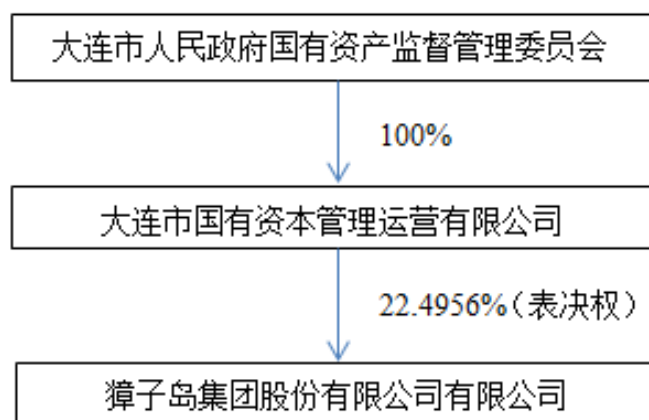 大连市人民政府国有资产监督管理委员会
100%
大连市国有资本管理运营有限公司
22.4956%（表决权）
獐子岛集团股份有限公司有限公司